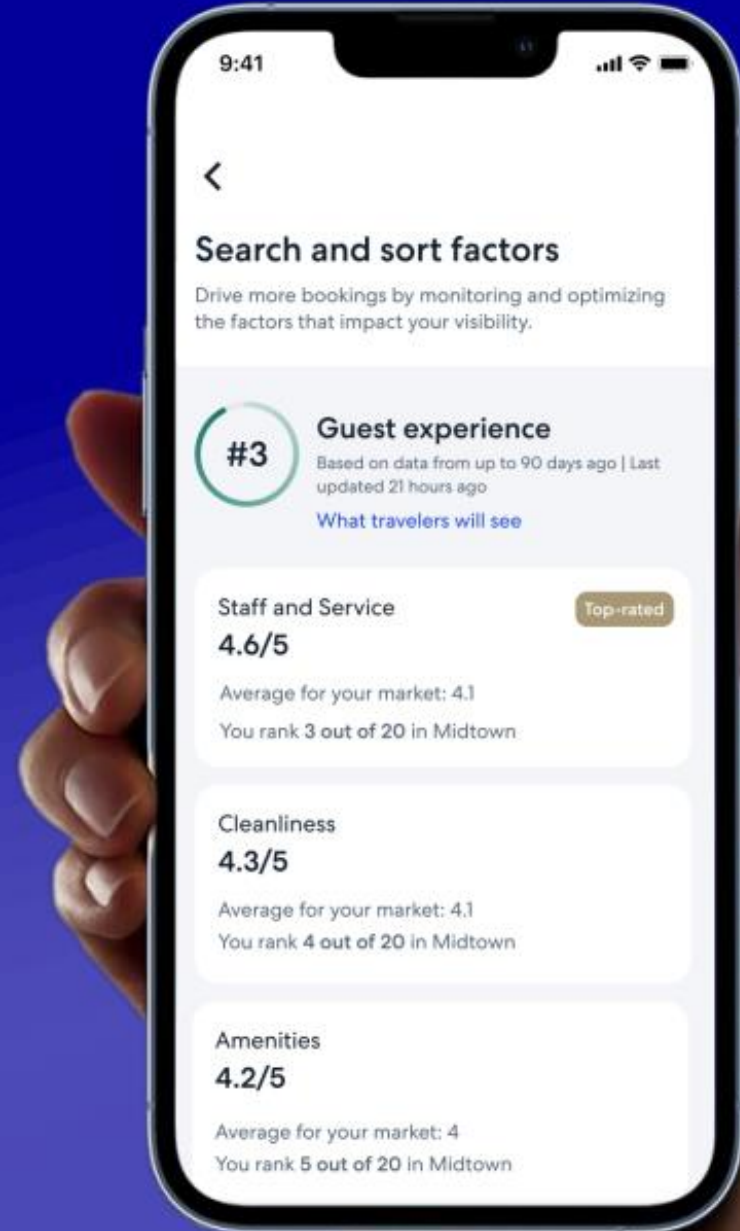 9:41
Search and sort factors
Drive more bookings by monitoring and optimizing
the factors that impact your visibility.
#3
Guest experience
Based on data from up to 90 days ago | Last
updated 21 hours ago
What travelers will see
Staff and Service
Top-rated
4.6/5
Average for your market: 4.1
You rank 3 out of 20 in Midtown
Cleanliness
4.3/5
Average for your market: 4.1
You rank 4 out of 20 in Midtown
Amenities
4.2/5
Average for your market: 4
You rank 5 out of 20 in Midtown